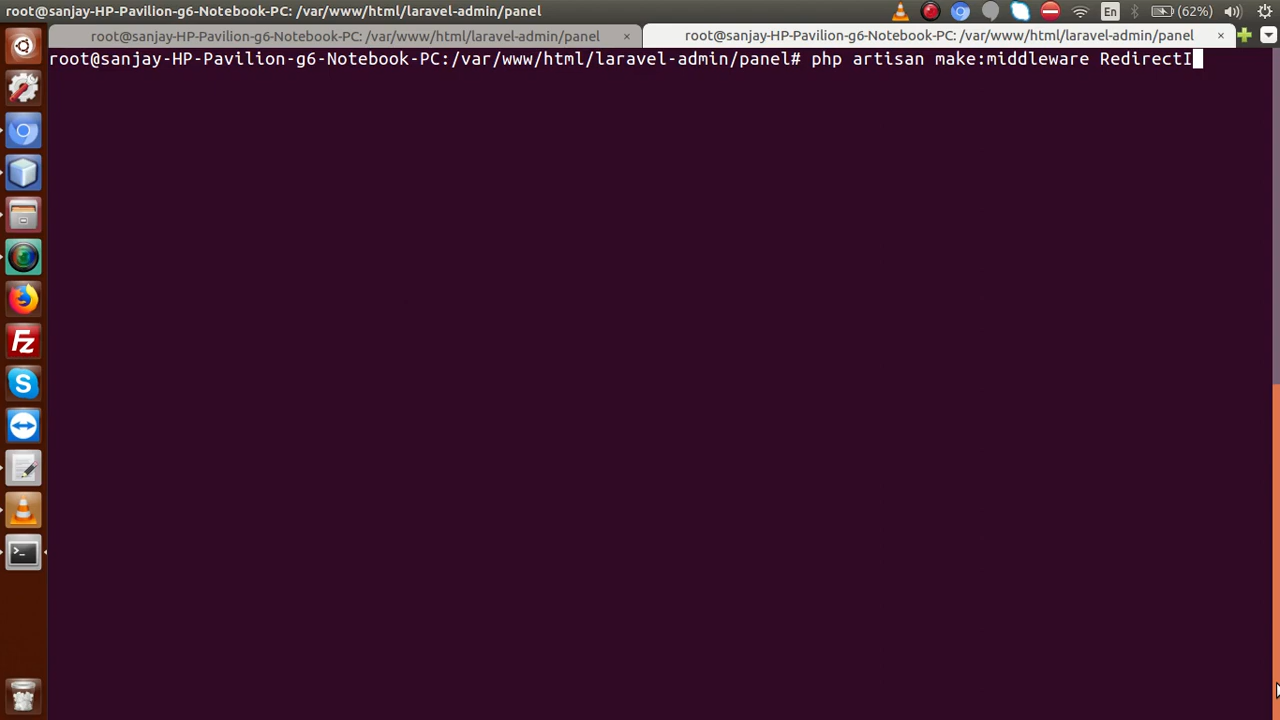 root@sanjay-HP-Pavilion-g6-Notebook-PC: /var/www/html/laravel-admin/panel
En
(62%)
root@sanjay-HP-Pavilion-g6-Notebook-PC: /var/www/html/laravel-admin/panel ×
root@sanjay-HP-Pavilion-g6-Notebook-PC: /var/www/html/laravel-admin/panel ×
root@sanjay-HP-Pavilion-g6-Notebook-PC:/var/www/html/laravel-admin/panel# php artisan make:middleware RedirectI